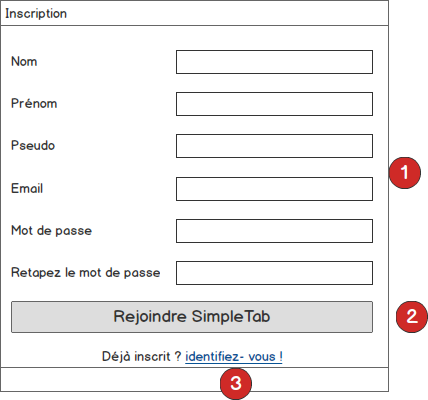 Inscription
Nom
Prénom
Pseudo
1
Email
Mot de passe
Retapez le mot de passe
Rejoindre SimpleTab
2
Déjà inscrit ? identifiez- vous !
3